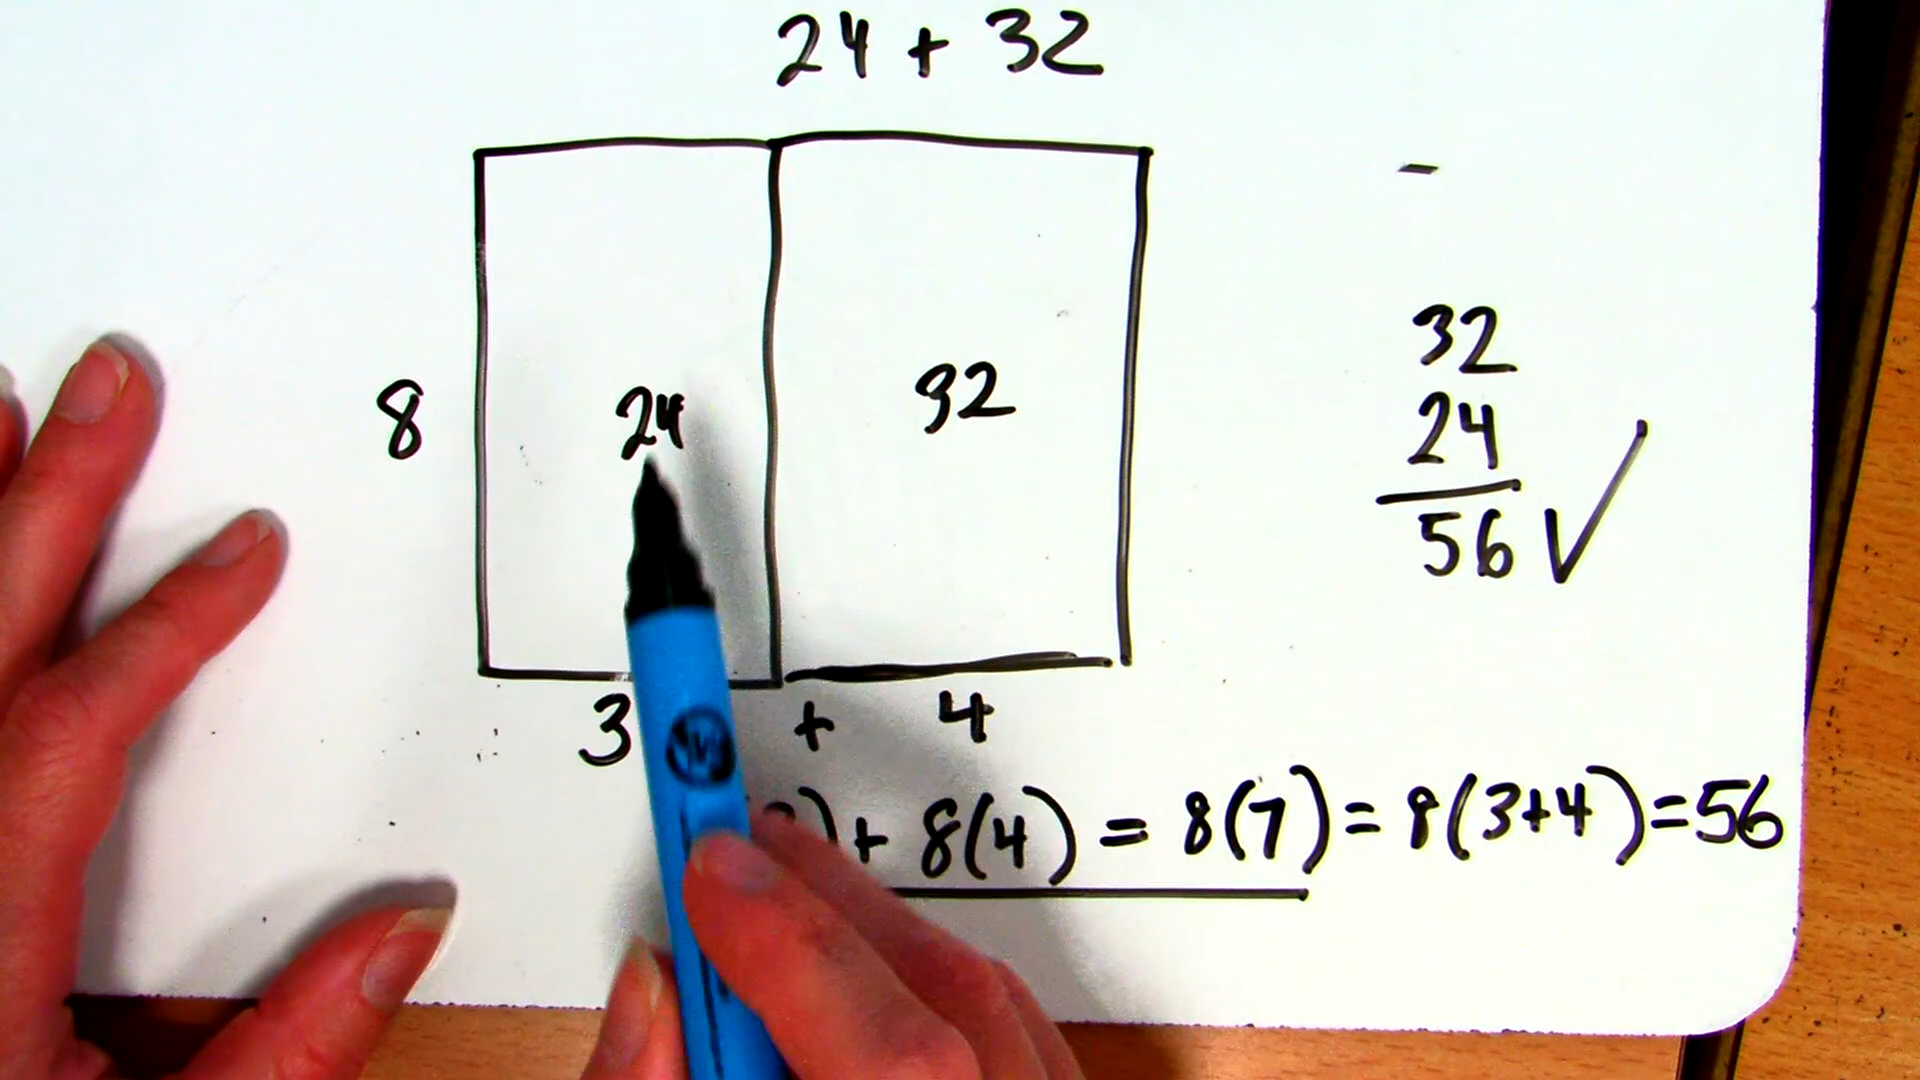 24 + 32
8
24
32
3 + 4
) + 8(4) = 8(7) = 8(3+4) = 56
32
24
56